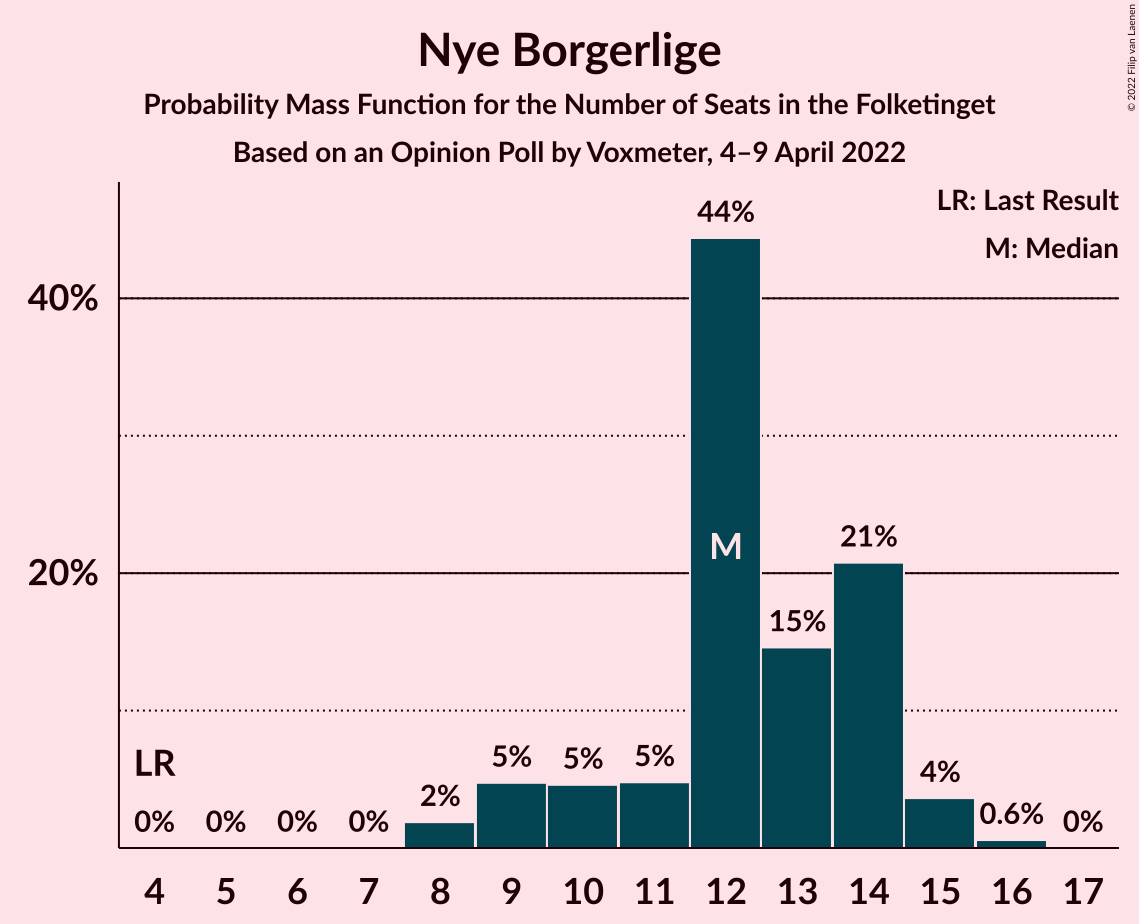 Nye Borgerlige
Probability Mass Function for the Number of Seats in the Folketinget
Based on an Opinion Poll by Voxmeter, 4–9 April 2022
© 2022 Filip van Laenen
LR: Last Result
M: Median
40%
20%
LR
M
0%
0%
0%
0%
2%
5%
5%
5%
44%
15%
21%
4%
0.6%
0%
4 5 6 7 8 9 10 11 12 13 14 15 16 17